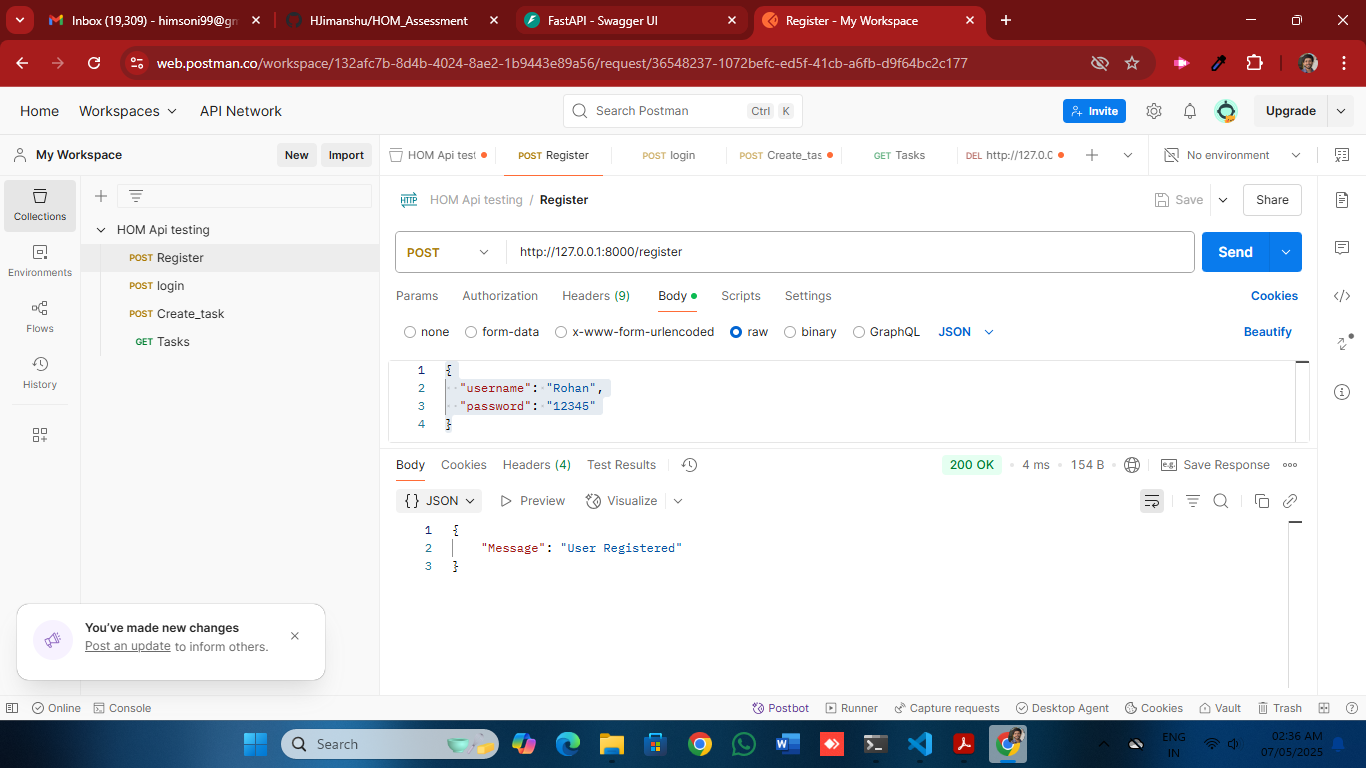 Inbox (19,309) - himsoni99@gm
HJimanshu/HOM_Assessment
FastAPI - Swagger UI
Register - My Workspace
web.postman.co/workspace/132afc7b-8d4b-4024-8ae2-1b9443e89a56/request/36548237-1072befc-ed5f-41cb-a6fb-d9f64bc2c177
Home Workspaces API Network
Search Postman Ctrl K
Invite
Upgrade
My Workspace New Import
HOM Api test
POST Register
POST login
POST Create_tas
GET Tasks
DEL http://127.0.0
No environment
Collections
Environments
Flows
History
HOM Api testing
POST Register
POST login
POST Create_task
GET Tasks
HTTP HOM Api testing / Register
Save Share
POST http://127.0.0.1:8000/register Send
Params Authorization Headers (9) Body Scripts Settings Cookies
none form-data x-www-form-urlencoded raw binary GraphQL JSON Beautify
1 {
2 "username": "Rohan",
3 "password": "12345"
4 }
Body Cookies Headers (4) Test Results 200 OK 4 ms 154 B e.g. Save Response
{} JSON Preview Visualize
1 {
2 "Message": "User Registered"
3 }
You've made new changes
Post an update to inform others.
Online Console Postbot Runner Capture requests Desktop Agent Cookies Vault Trash
Search
ENG
IN
02:36 AM
07/05/2025